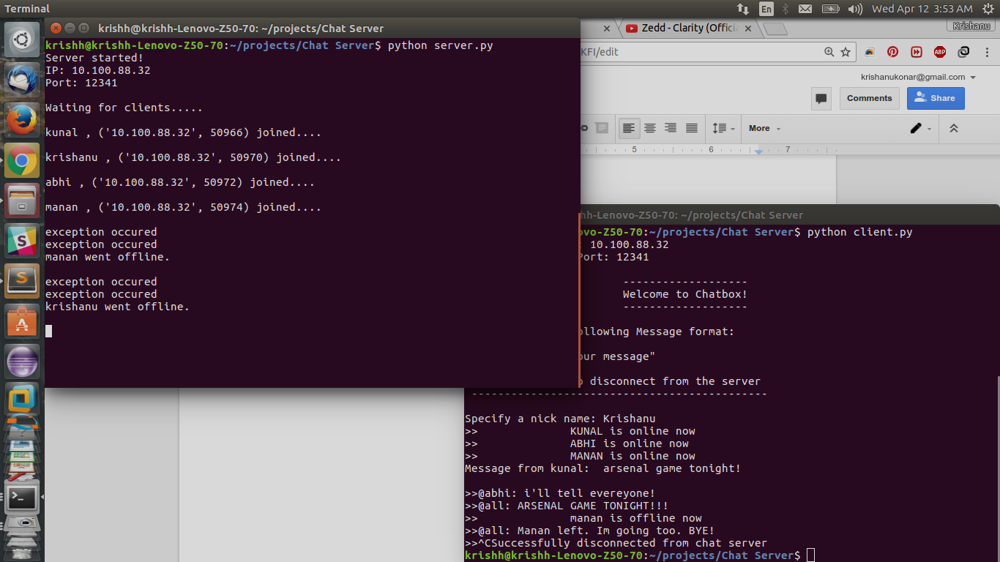 Terminal
En
Wed Apr 12 3:53 AM
krishh@krishh-Lenovo-Z50-70: ~/projects/Chat Server
krishh@krishh-Lenovo-Z50-70:~/projects/Chat Server$ python server.py
Server started!
IP: 10.100.88.32
Port: 12341
Waiting for clients.....
kunal , ('10.100.88.32', 50966) joined....
krishanu , ('10.100.88.32', 50970) joined....
abhi , ('10.100.88.32', 50972) joined....
manan , ('10.100.88.32', 50974) joined....
exception occured
exception occured
manan went offline.
exception occured
exception occured
krishanu went offline.
Zedd - Clarity (Offici
Krishanu
KFI/edit
ABP
krishanukonar@gmail.com
Comments
Share
More
5 6 7
hh-Lenovo-Z50-70: ~/projects/Chat Server
ovo-Z50-70:~/projects/Chat Server$ python client.py
: 10.100.88.32
Port: 12341
-------------------
Welcome to Chatbox!
-------------------
ollowing Message format:
our message"
o disconnect from the server
---------------------------------------------
Specify a nick name: Krishanu
>> KUNAL is online now
>> ABHI is online now
>> MANAN is online now
Message from kunal:  arsenal game tonight!
>>@abhi: i'll tell evereyone!
>>@all: ARSENAL GAME TONIGHT!!!
>> manan is offline now
>>@all: Manan left. Im going too. BYE!
>>^CSuccessfully disconnected from chat server
krishh@krishh-Lenovo-Z50-70:~/projects/Chat Server$